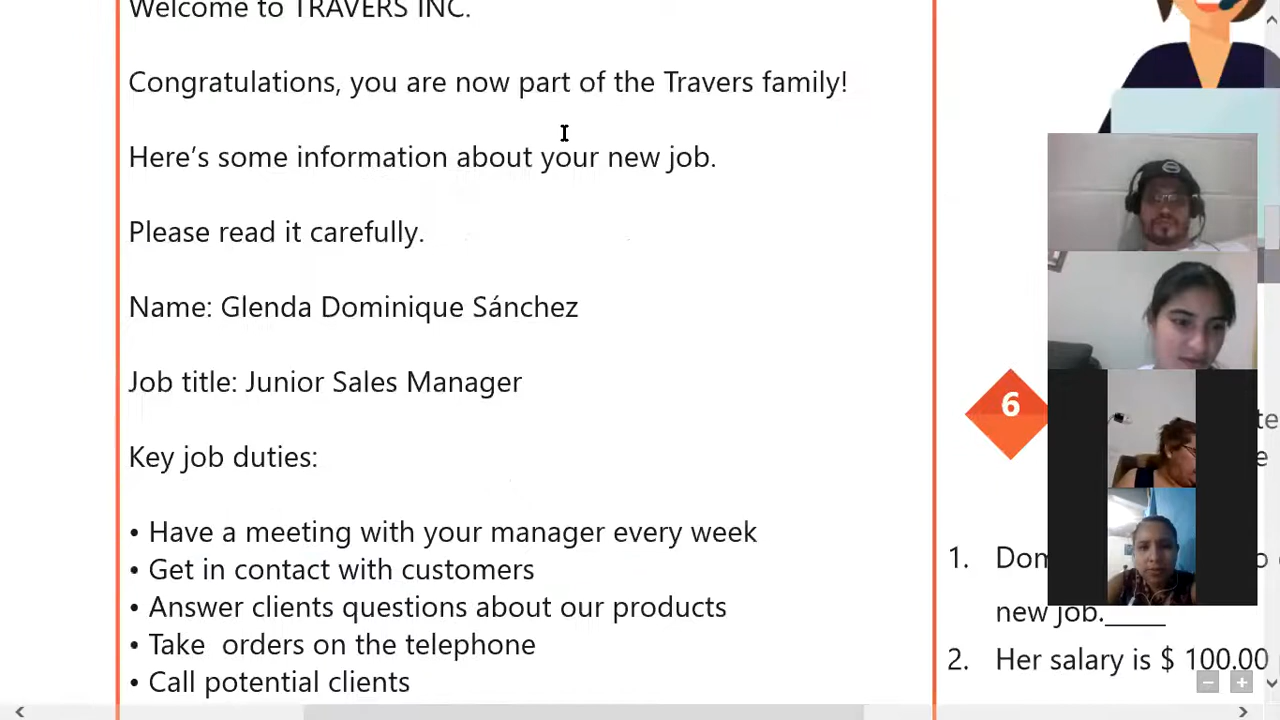 Welcome to TRAVERS INC.
Congratulations, you are now part of the Travers family!
Here’s some information about your new job.
Please read it carefully.
Name: Glenda Dominique Sánchez
Job title: Junior Sales Manager
Key job duties:
• Have a meeting with your manager every week
• Get in contact with customers
• Answer clients questions about our products
• Take  orders on the telephone
• Call potential clients
6
1.
new job._____
2. Her salary is $ 100.00